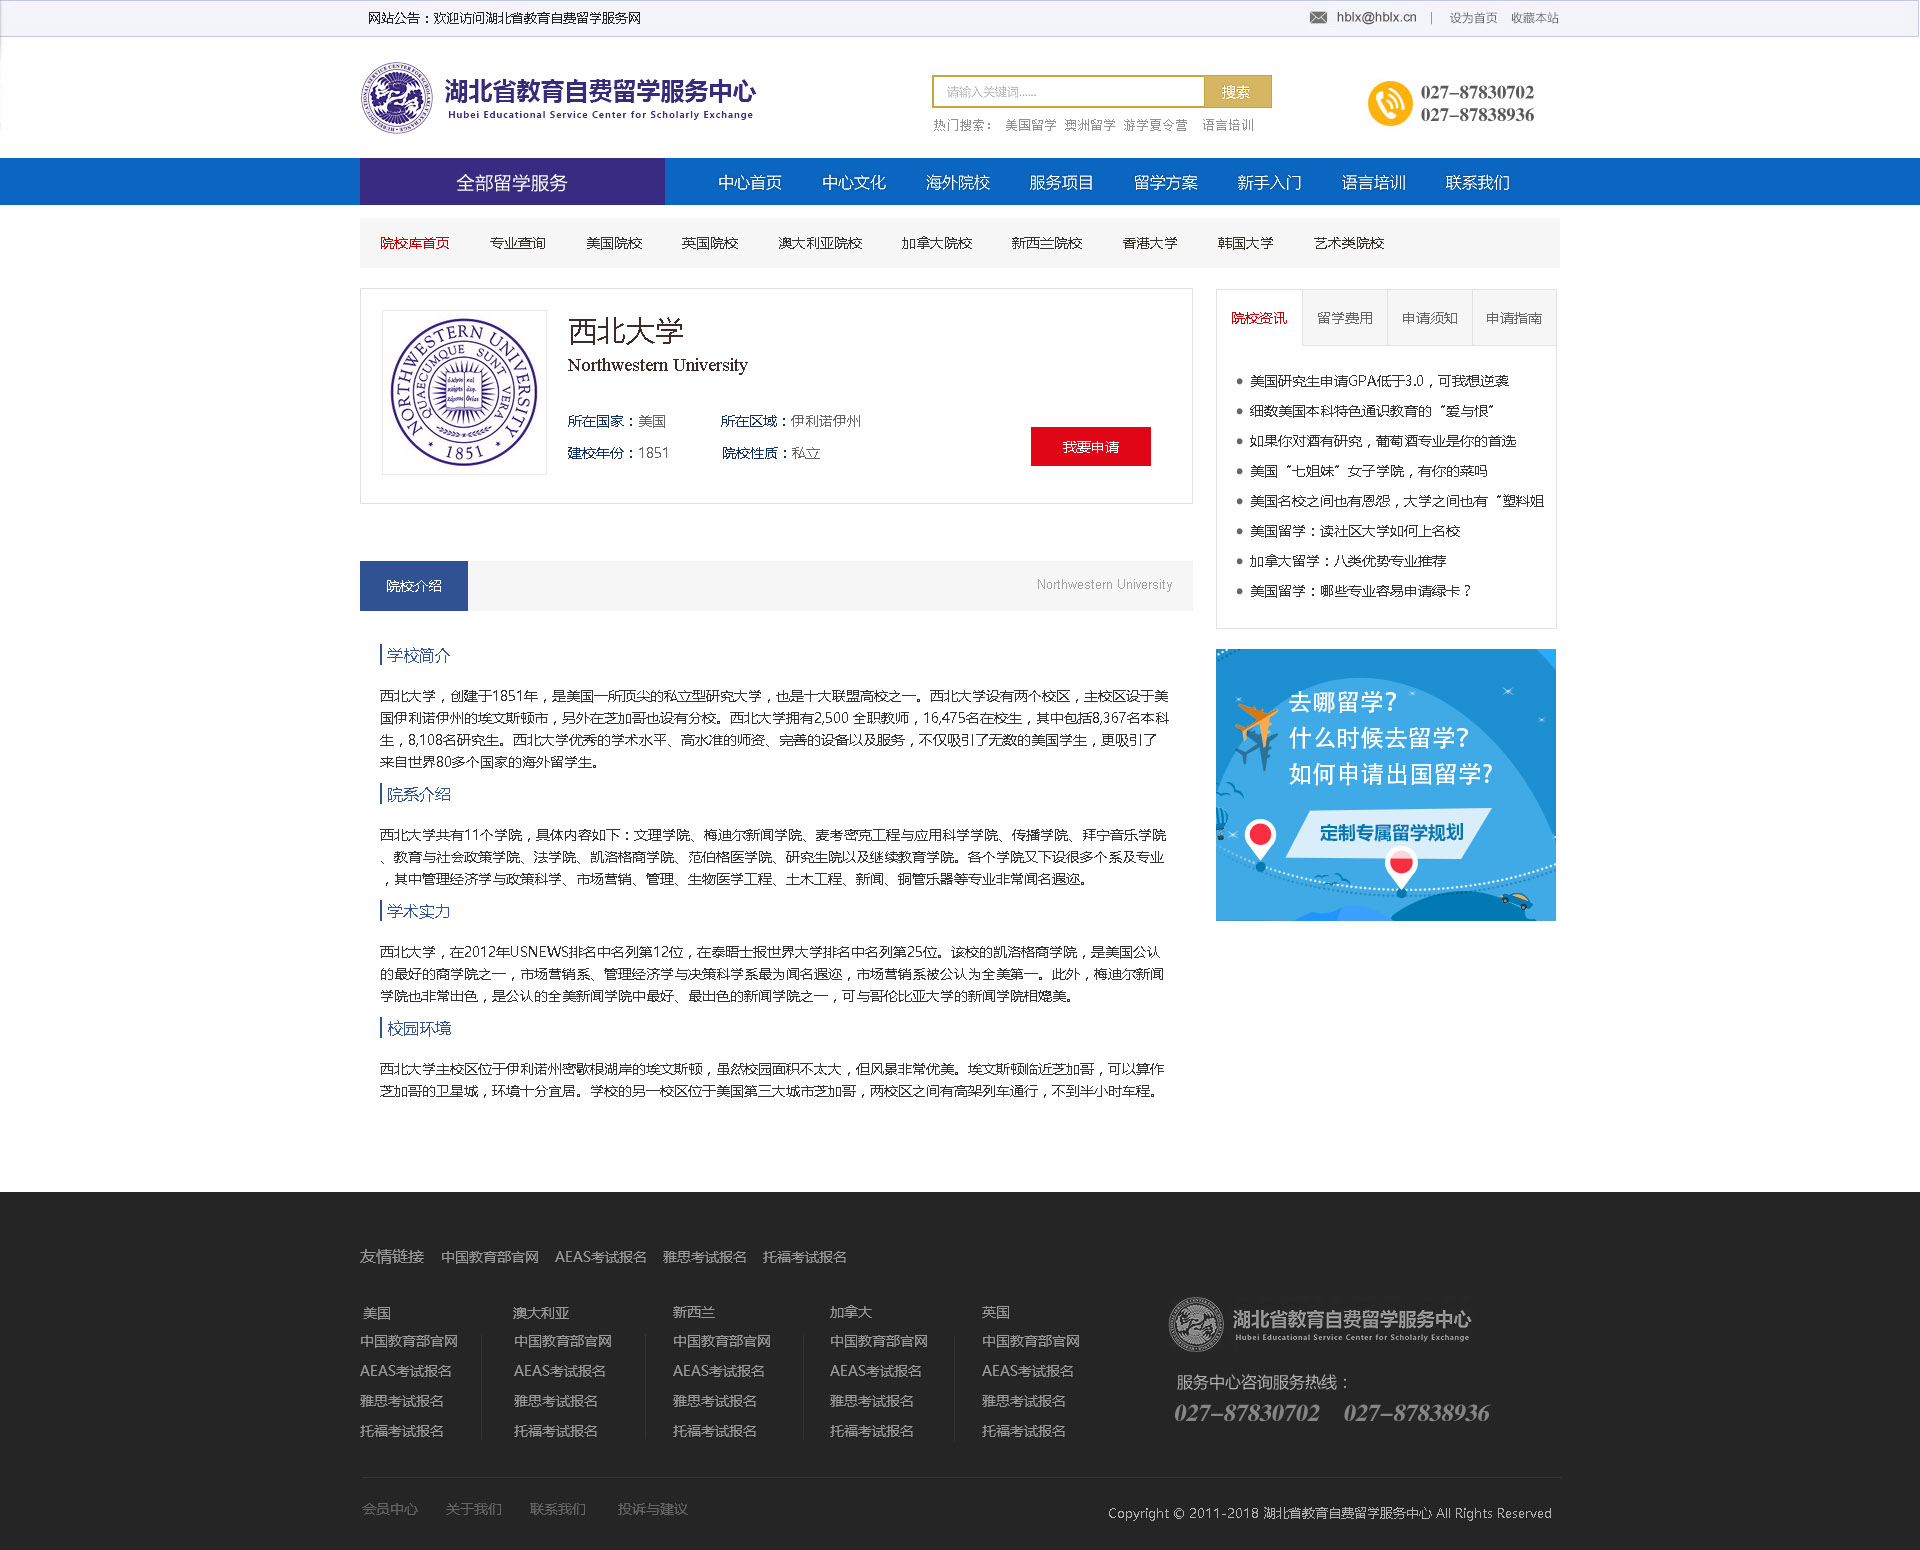 网站公告：欢迎访问湖北省教育自费留学服务网
hblx@hblx.cn | 设为首页 收藏本站
湖北省教育自费留学服务中心
Hubei Educational Service Center for Scholarly Exchange
请输入关键词...... 搜索
热门搜索： 美国留学 澳洲留学 游学夏令营 语言培训
027-87830702
027-87838936
全部留学服务 中心首页 中心文化 海外院校 服务项目 留学方案 新手入门 语言培训 联系我们
院校库首页 专业查询 美国院校 英国院校 澳大利亚院校 加拿大院校 新西兰院校 香港大学 韩国大学 艺术类院校
NORTHWESTERN UNIVERSITY
QUAECUMQUE SUNT VERA
1851
西北大学
Northwestern University
所在国家：美国 所在区域：伊利诺伊州
建校年份：1851 院校性质：私立
我要申请
院校介绍 Northwestern University
学校简介
西北大学，创建于1851年，是美国一所顶尖的私立型研究大学，也是十大联盟高校之一。西北大学设有两个校区，主校区设于美
国伊利诺伊州的埃文斯顿市，另外在芝加哥也设有分校。西北大学拥有2,500 全职教师，16,475名在校生，其中包括8,367名本科
生，8,108名研究生。西北大学优秀的学术水平、高水准的师资、完善的设备以及服务，不仅吸引了无数的美国学生，更吸引了
来自世界80多个国家的海外留学生。
院系介绍
西北大学共有11个学院，具体内容如下：文理学院、梅迪尔新闻学院、麦考密克工程与应用科学学院、传播学院、拜宁音乐学院
、教育与社会政策学院、法学院、凯洛格商学院、范伯格医学院、研究生院以及继续教育学院。各个学院又下设很多个系及专业
，其中管理经济学与政策科学、市场营销、管理、生物医学工程、土木工程、新闻、铜管乐器等专业非常闻名遐迩。
学术实力
西北大学，在2012年USNEWS排名中名列第12位，在泰晤士报世界大学排名中名列第25位。该校的凯洛格商学院，是美国公认
的最好的商学院之一，市场营销系、管理经济学与决策科学系最为闻名遐迩，市场营销系被公认为全美第一。此外，梅迪尔新闻
学院也非常出色，是公认的全美新闻学院中最好、最出色的新闻学院之一，可与哥伦比亚大学的新闻学院相媲美。
校园环境
西北大学主校区位于伊利诺州密歇根湖岸的埃文斯顿，虽然校园面积不太大，但风景非常优美。埃文斯顿临近芝加哥，可以算作
芝加哥的卫星城，环境十分宜居。学校的另一校区位于美国第三大城市芝加哥，两校区之间有高架列车通行，不到半小时车程。
院校资讯 留学费用 申请须知 申请指南
美国研究生申请GPA低于3.0，可我想逆袭
细数美国本科特色通识教育的“爱与恨”
如果你对酒有研究，葡萄酒专业是你的首选
美国“七姐妹”女子学院，有你的菜吗
美国名校之间也有恩怨，大学之间也有“塑料姐
美国留学：读社区大学如何上名校
加拿大留学：八类优势专业推荐
美国留学：哪些专业容易申请绿卡？
去哪留学?
什么时候去留学?
如何申请出国留学?
定制专属留学规划
友情链接 中国教育部官网 AEAS考试报名 雅思考试报名 托福考试报名
美国 澳大利亚 新西兰 加拿大 英国
中国教育部官网 中国教育部官网 中国教育部官网 中国教育部官网 中国教育部官网
AEAS考试报名 AEAS考试报名 AEAS考试报名 AEAS考试报名 AEAS考试报名
雅思考试报名 雅思考试报名 雅思考试报名 雅思考试报名 雅思考试报名
托福考试报名 托福考试报名 托福考试报名 托福考试报名 托福考试报名
湖北省教育自费留学服务中心
Hubei Educational Service Center for Scholarly Exchange
服务中心咨询服务热线：
027-87830702 027-87838936
会员中心 关于我们 联系我们 投诉与建议
Copyright © 2011-2018 湖北省教育自费留学服务中心 All Rights Reserved